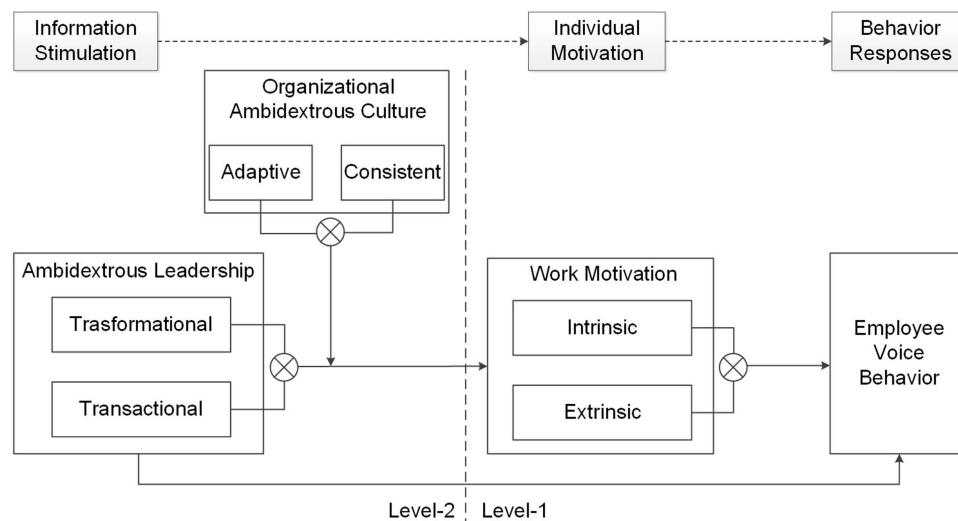 Information
Stimulation
Individual
Motivation
Behavior
Responses
Organizational
Ambidextrous Culture
Adaptive
Consistent
Ambidextrous Leadership
Trasformational
Transactional
Work Motivation
Intrinsic
Extrinsic
Employee
Voice
Behavior
Level-2
Level-1